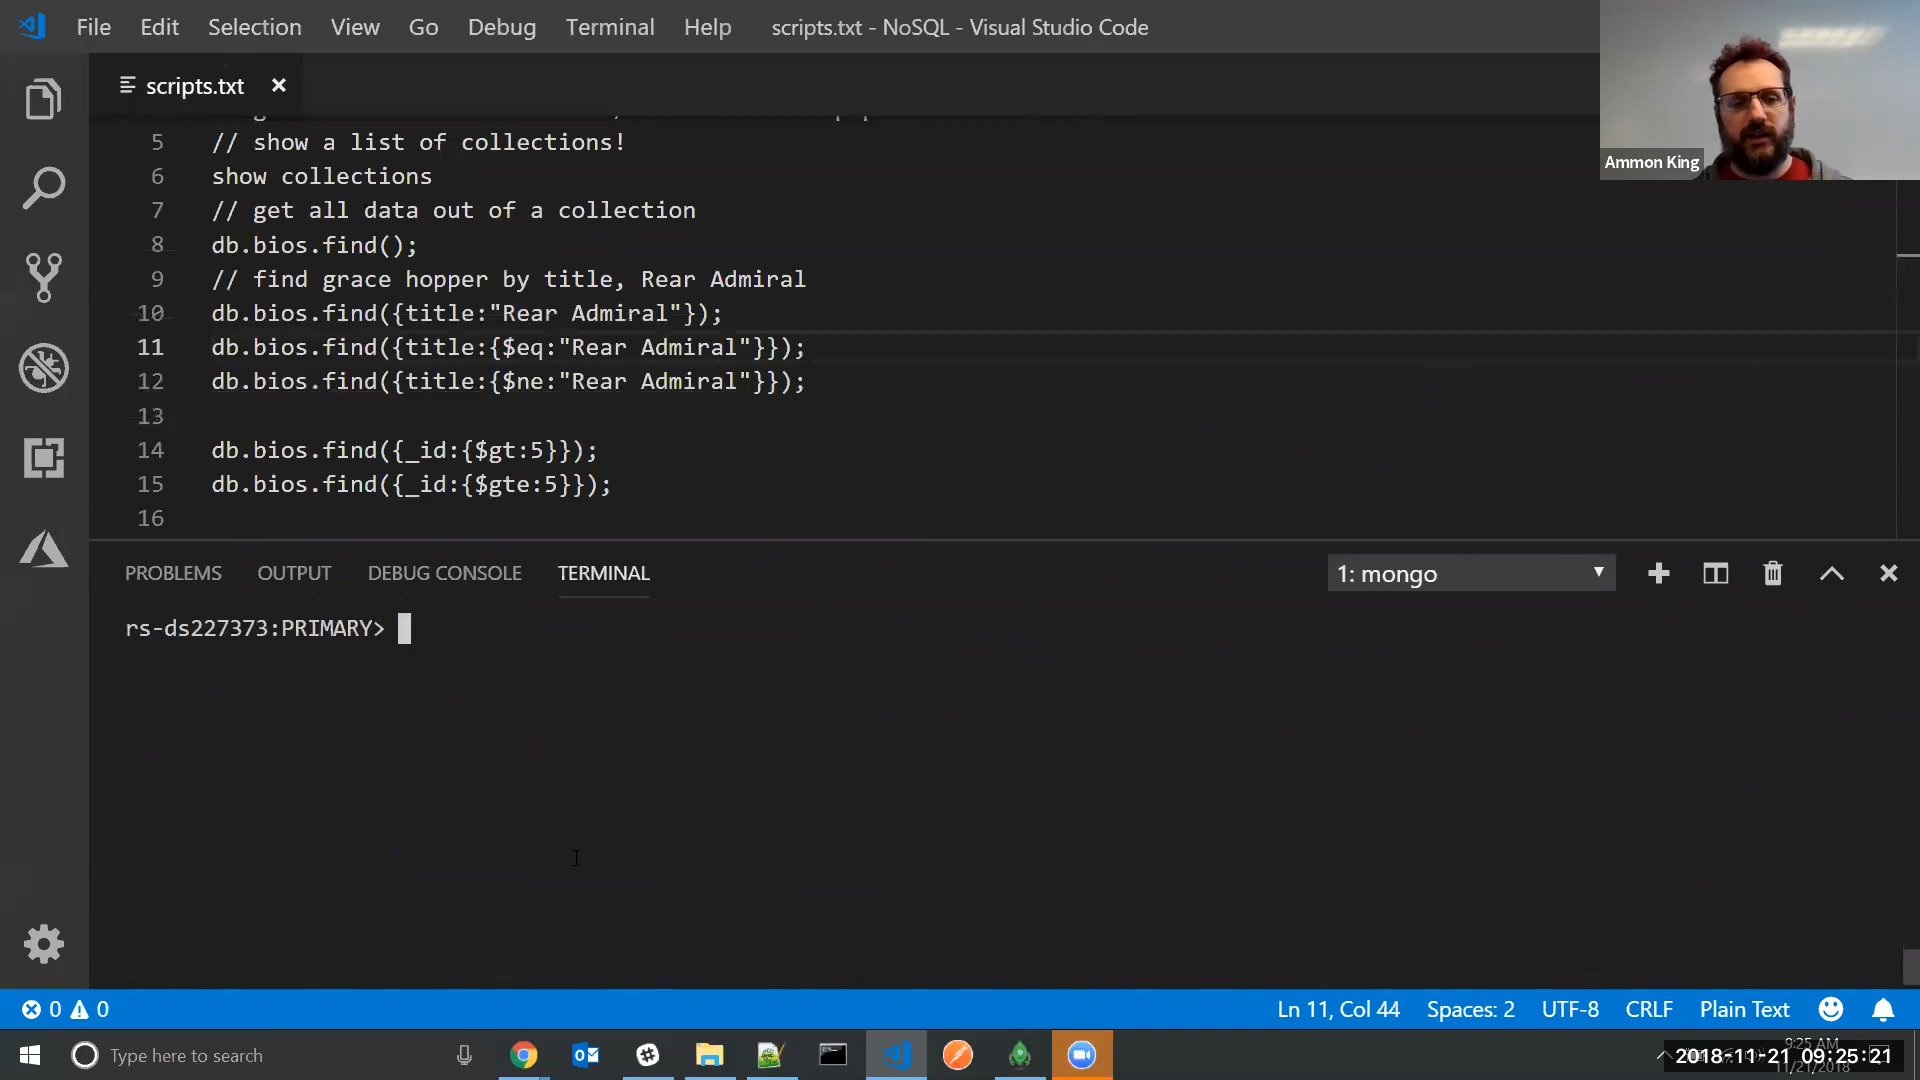 File Edit Selection View Go Debug Terminal Help scripts.txt - NoSQL - Visual Studio Code
scripts.txt
Ammon King
5 // show a list of collections!
6 show collections
7 // get all data out of a collection
8 db.bios.find();
9 // find grace hopper by title, Rear Admiral
10 db.bios.find({title:"Rear Admiral"});
11 db.bios.find({title:{$eq:"Rear Admiral"}});
12 db.bios.find({title:{$ne:"Rear Admiral"}});
13
14 db.bios.find({_id:{$gt:5}});
15 db.bios.find({_id:{$gte:5}});
16
PROBLEMS OUTPUT DEBUG CONSOLE TERMINAL 1: mongo
rs-ds227373:PRIMARY>
0 0 Ln 11, Col 44 Spaces: 2 UTF-8 CRLF Plain Text
Type here to search
9:25 AM
2018-11-21 09:25:21
11/21/2018